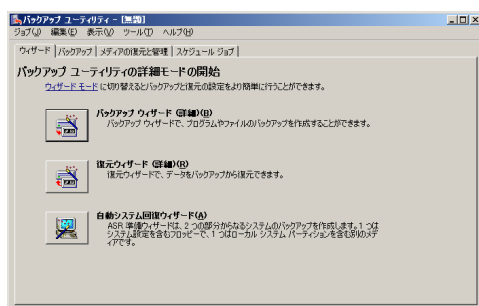 バックアップ ユーティリティ - [無題]
ジョブ(J) 編集(E) 表示(V) ツール(T) ヘルプ(H)
ウィザード バックアップ メディアの復元と管理 スケジュール ジョブ
バックアップ ユーティリティの詳細モードの開始
ウィザード モード に切り替えるとバックアップと復元の設定をより簡単に行うことができます。
バックアップ ウィザード (詳細)(B)
バックアップ ウィザードで、プログラムやファイルのバックアップを作成することができます。
復元ウィザード (詳細)(R)
復元ウィザードで、データをバックアップから復元できます。
自動システム回復ウィザード(A)
ASR 準備ウィザードは、2 つの部分からなるシステムのバックアップを作成します。1 つは
システム設定を含むフロッピーで、1 つはローカル システム パーティションを含む別のメデ
ィアです。